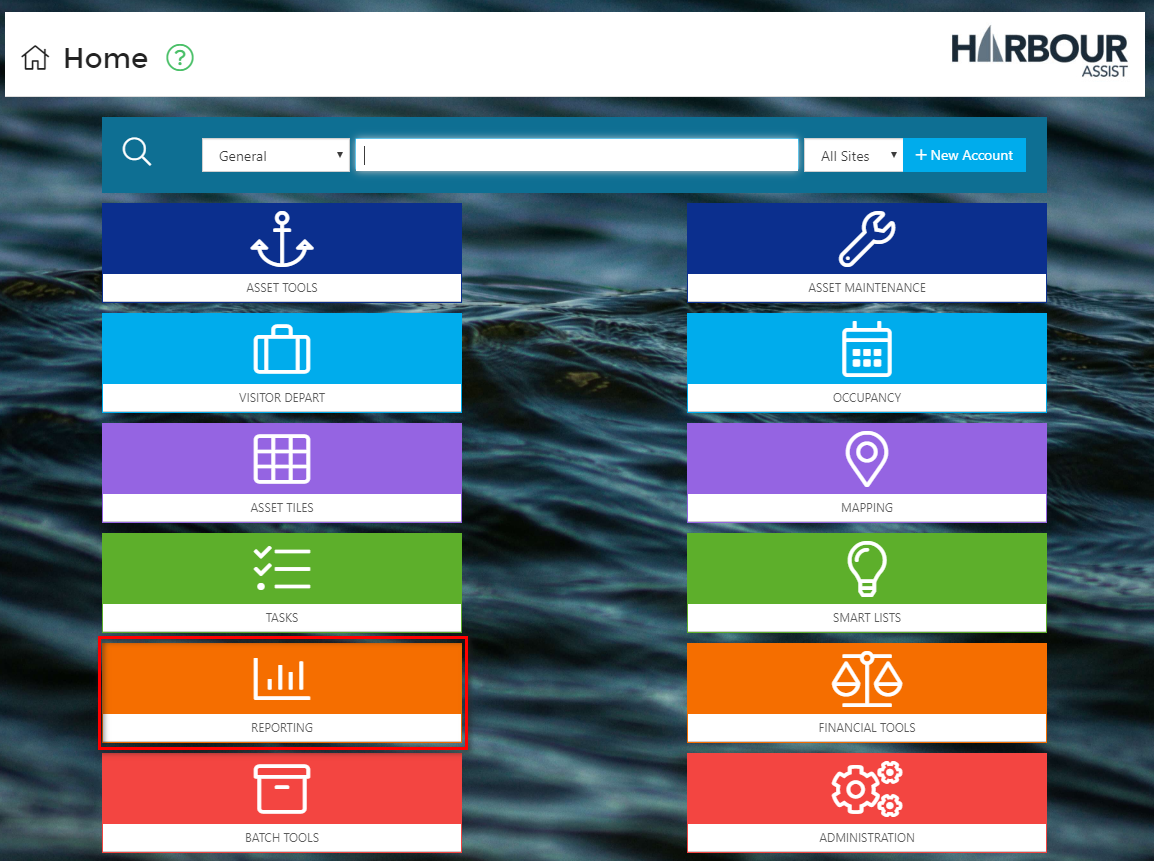 Home ?
HARBOUR
ASSIST
General
All Sites
+ New Account
ASSET TOOLS
ASSET MAINTENANCE
VISITOR DEPART
OCCUPANCY
ASSET TILES
MAPPING
TASKS
SMART LISTS
REPORTING
FINANCIAL TOOLS
BATCH TOOLS
ADMINISTRATION